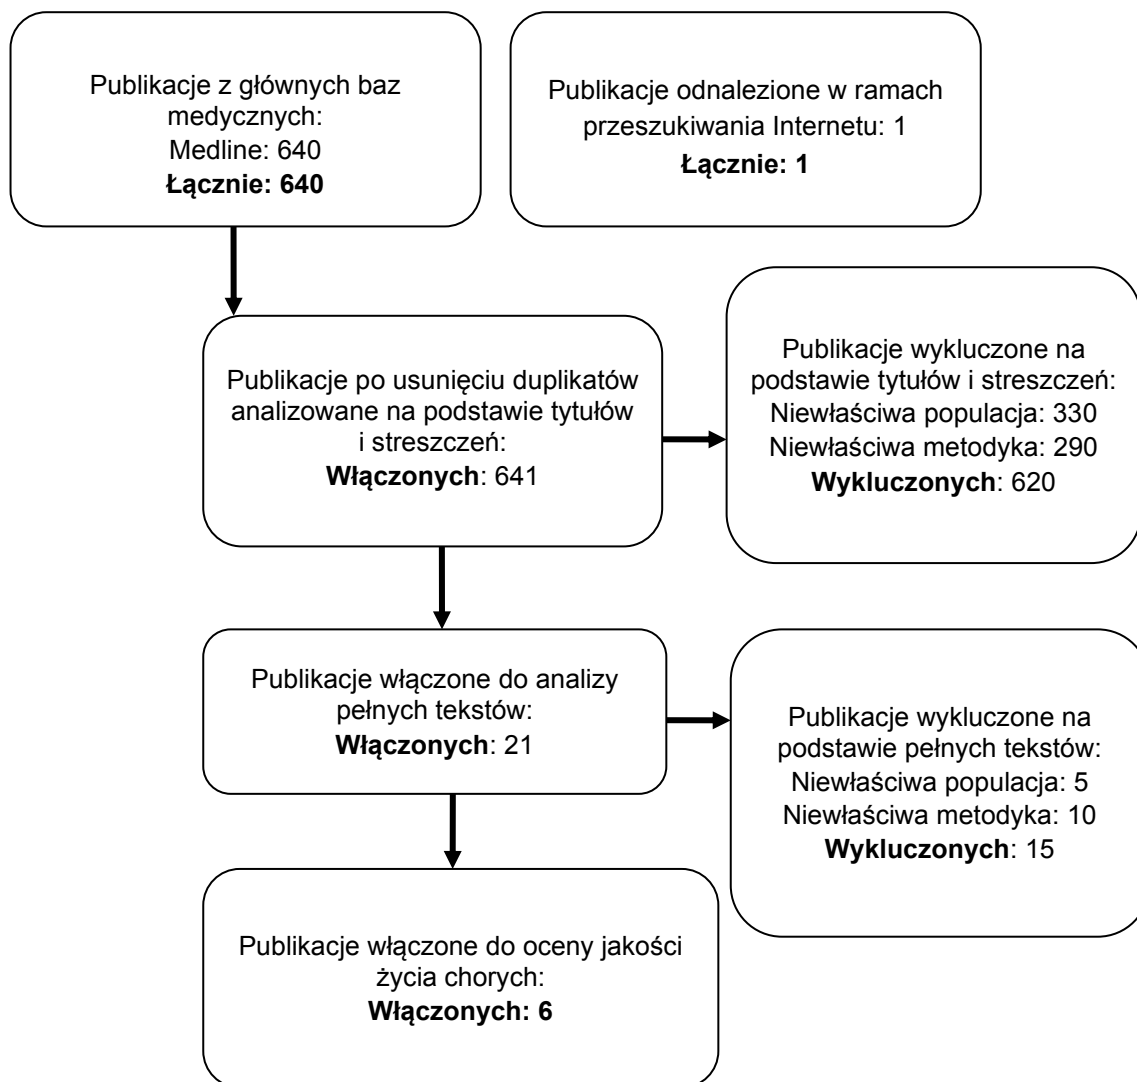 Publikacje z głównych baz
medycznych:
Medline: 640
Łącznie: 640
Publikacje odnalezione w ramach
przeszukiwania Internetu: 1
Łącznie: 1
Publikacje po usunięciu duplikatów
analizowane na podstawie tytułów
i streszczeń:
Włączonych: 641
Publikacje wykluczone na
podstawie tytułów i streszczeń:
Niewłaściwa populacja: 330
Niewłaściwa metodyka: 290
Wykluczonych: 620
Publikacje włączone do analizy
pełnych tekstów:
Włączonych: 21
Publikacje wykluczone na
podstawie pełnych tekstów:
Niewłaściwa populacja: 5
Niewłaściwa metodyka: 10
Wykluczonych: 15
Publikacje włączone do oceny jakości
życia chorych:
Włączonych: 6